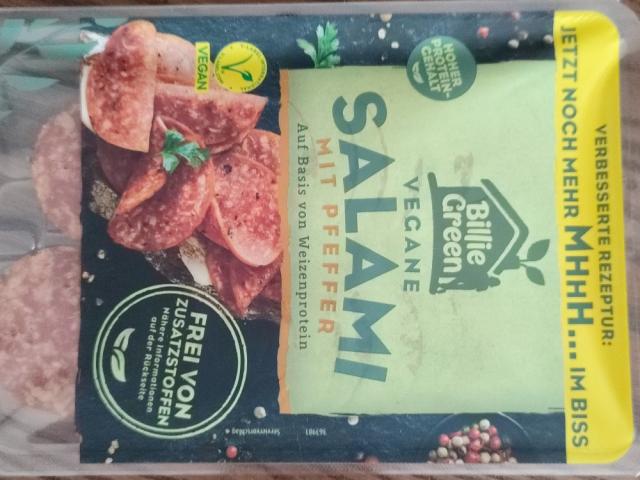 VERBESSERTE REZEPTUR:
JETZT NOCH MEHR MHHH... IM BISS
HOHER
PROTEIN-
GEHALT
Billie
Green
VEGANE
SALAMI
MIT PFEFFER
Auf Basis von Weizenprotein
VEGAN
FREI VON
ZUSATZSTOFFEN
Nähere Informationen
auf der Rückseite
Serviervorschlag